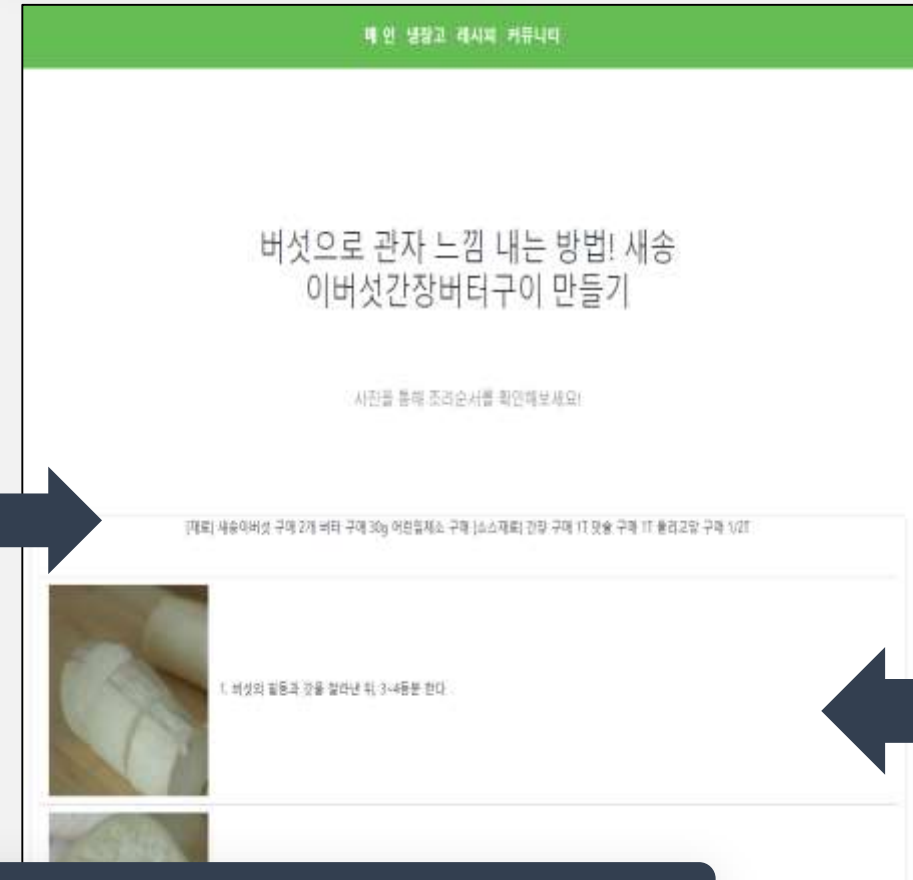 메인 냉장고 레시피 커뮤니티
버섯으로 관자 느낌 내는 방법! 새송
이버섯간장버터구이 만들기
사진을 통해 조리순서를 확인해보세요!
[재료] 새송이버섯 구매 2개 버터 구매 30g 어린잎채소 구매 [소스재료] 간장 구매 1T 맛술 구매 1T 올리고당 구매 1/2T
1. 버섯의 밑동과 갓을 잘라낸 뒤, 3~4등분 한다.